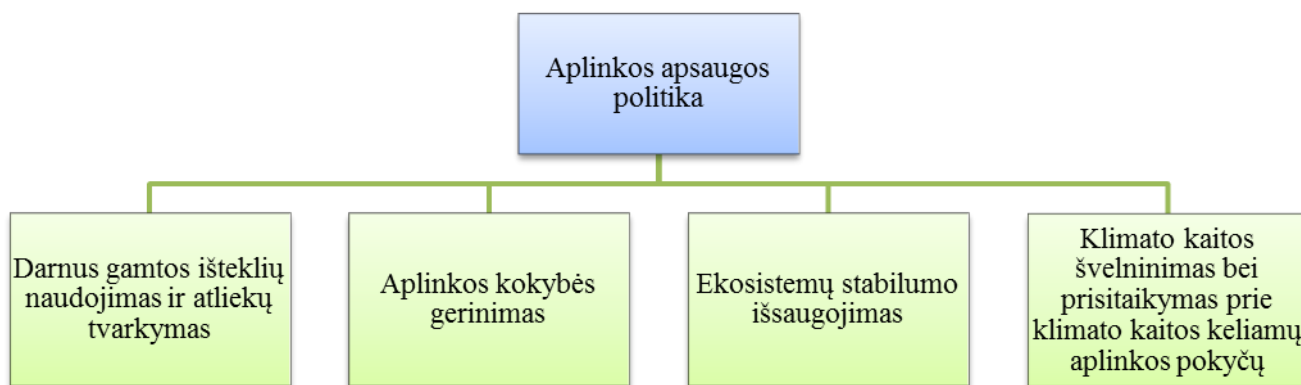 Aplinkos apsaugos
politika
Darnus gamtos išteklių
naudojimas ir atliekų
tvarkymas
Aplinkos kokybės
gerinimas
Ekosistemų stabilumo
išsaugojimas
Klimato kaitos
švelninimas bei
prisitaikymas prie
klimato kaitos keliamų
aplinkos pokyčų